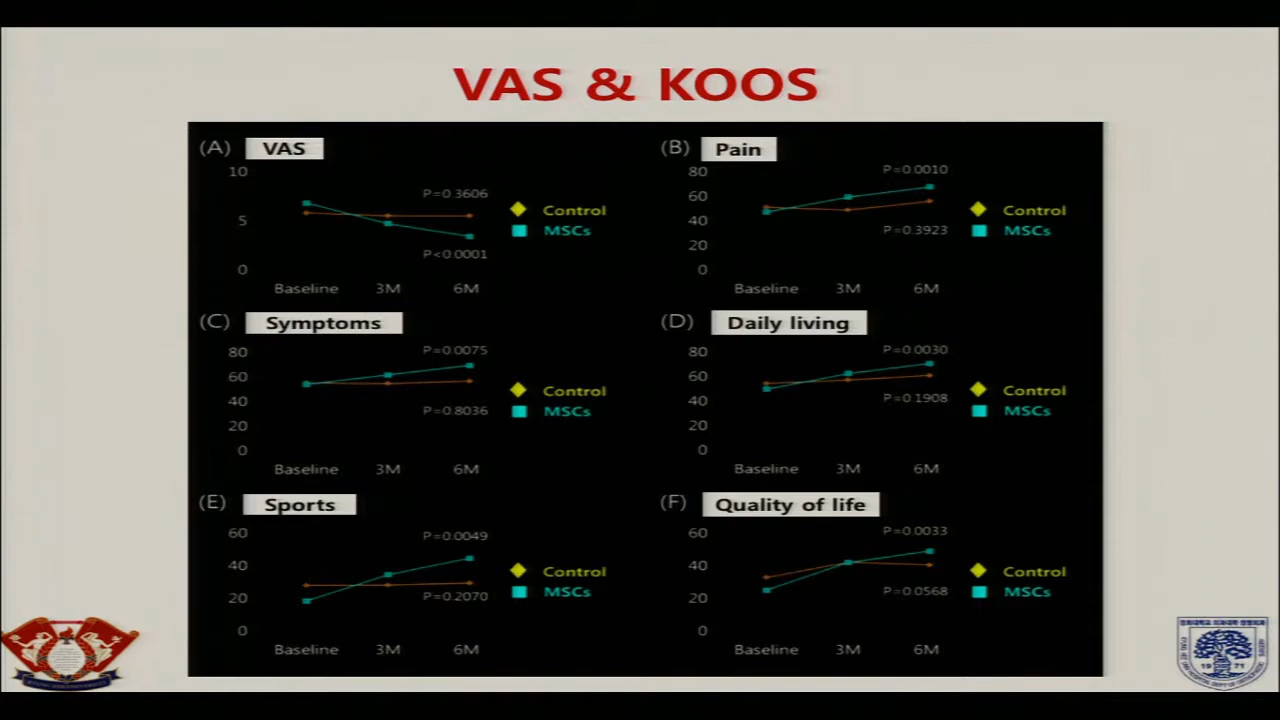 VAS & KOOS
(A) VAS
10
5
0
P=0.3606
P<0.0001
Control
MSCs
Baseline 3M 6M
(B) Pain
80
60
40
20
0
P=0.0010
P=0.3923
Control
MSCs
Baseline 3M 6M
(C) Symptoms
80
60
40
20
0
P=0.0075
P=0.8036
Control
MSCs
Baseline 3M 6M
(D) Daily living
80
60
40
20
0
P=0.0030
P=0.1908
Control
MSCs
Baseline 3M 6M
(E) Sports
60
40
20
0
P=0.0049
P=0.2070
Control
MSCs
Baseline 3M 6M
(F) Quality of life
60
40
20
0
P=0.0033
P=0.0568
Control
MSCs
Baseline 3M 6M
1971